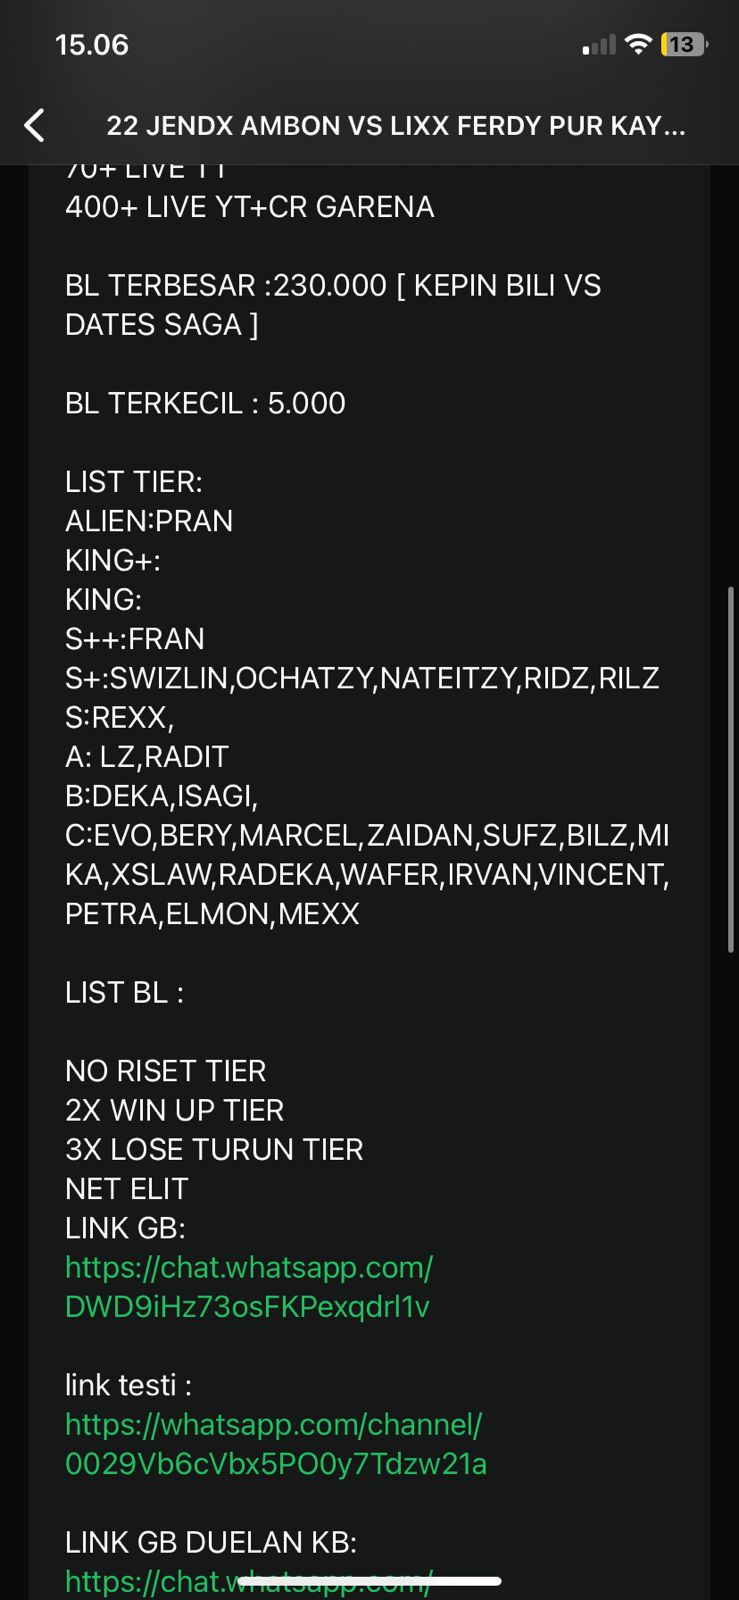 15.06
13
22 JENDX AMBON VS LIXX FERDY PUR KAY...
70+ LIVE TT
400+ LIVE YT+CR GARENA
BL TERBESAR :230.000 [ KEPIN BILI VS
DATES SAGA ]
BL TERKECIL : 5.000
LIST TIER:
ALIEN:PRAN
KING+:
KING:
S++:FRAN
S+:SWIZLIN,OCHATZY,NATEITZY,RIDZ,RILZ
S:REXX,
A: LZ,RADIT
B:DEKA,ISAGI,
C:EVO,BERY,MARCEL,ZAIDAN,SUFZ,BILZ,MI
KA,XSLAW,RADEKA,WAFER,IRVAN,VINCENT,
PETRA,ELMON,MEXX
LIST BL :
NO RISET TIER
2X WIN UP TIER
3X LOSE TURUN TIER
NET ELIT
LINK GB:
https://chat.whatsapp.com/
DWD9iHz73osFKPexqdrl1v
link testi :
https://whatsapp.com/channel/
0029Vb6cVbx5PO0y7Tdzw21a
LINK GB DUELAN KB:
https://chat.whatsapp.com/